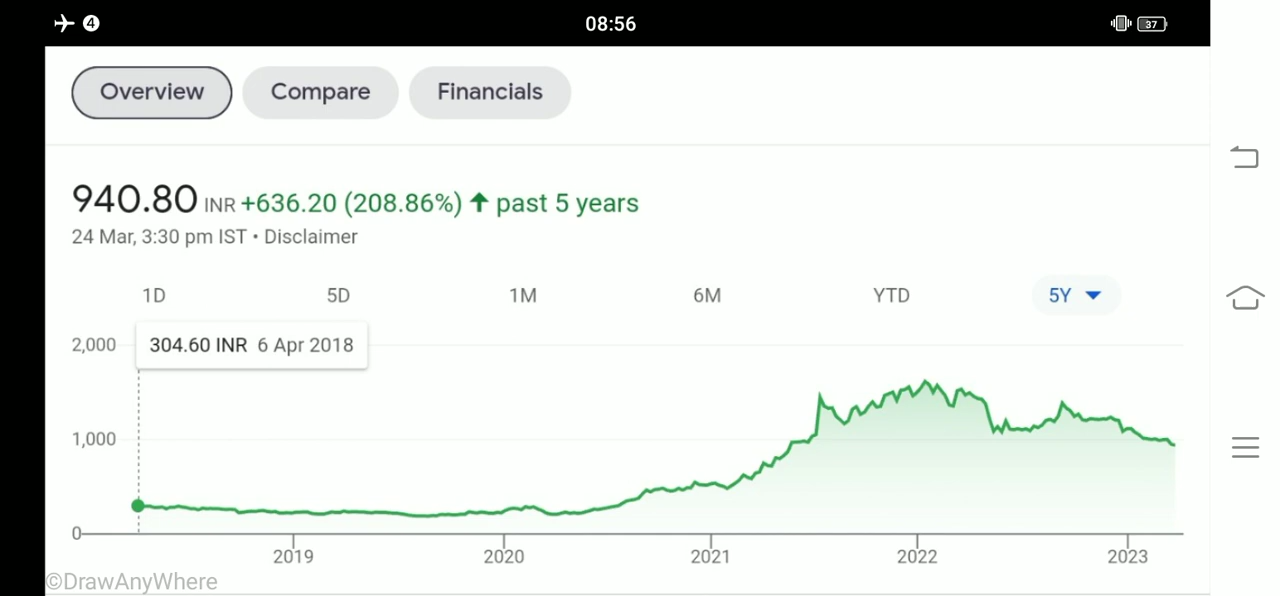 4 08:56 37
Overview Compare Financials
940.80 INR +636.20 (208.86%) ↑ past 5 years
24 Mar, 3:30 pm IST • Disclaimer
1D 5D 1M 6M YTD 5Y
2,000
304.60 INR 6 Apr 2018
1,000
0
2019 2020 2021 2022 2023
©DrawAnyWhere